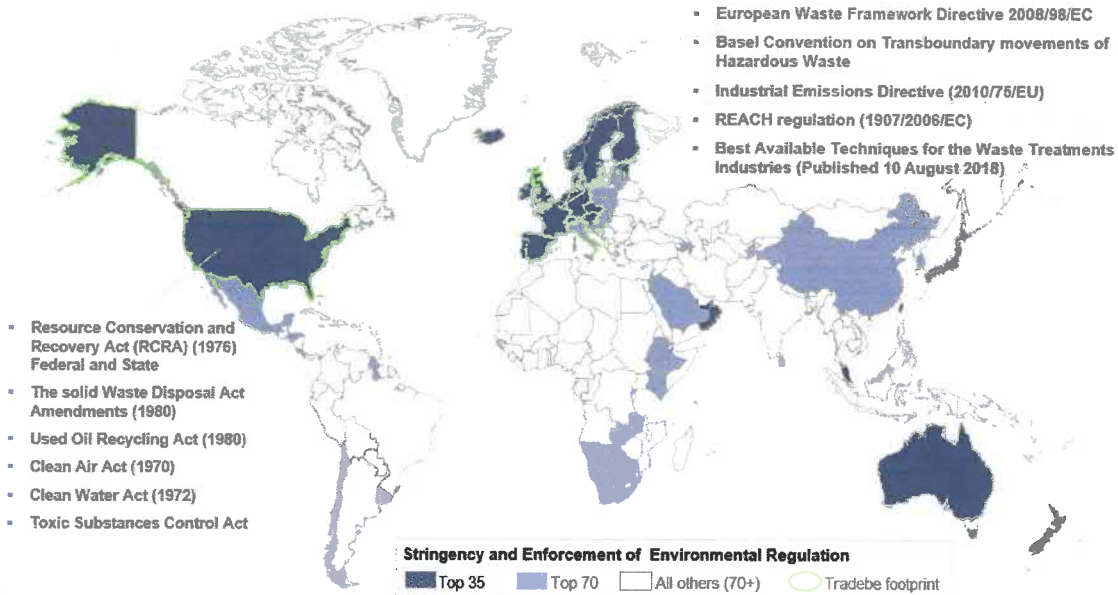 European Waste Framework Directive 2008/98/EC
Basel Convention on Transboundary movements of
Hazardous Waste
Industrial Emissions Directive (2010/75/EU)
REACH regulation (1907/2006/EC)
Best Available Techniques for the Waste Treatments
Industries (Published 10 August 2018)
Resource Conservation and
Recovery Act (RCRA) (1976)
Federal and State
The solid Waste Disposal Act
Amendments (1980)
Used Oil Recycling Act (1980)
Clean Air Act (1970)
Clean Water Act (1972)
Toxic Substances Control Act
Stringency and Enforcement of Environmental Regulation
Top 35 Top 70 All others (70+) Tradebe footprint